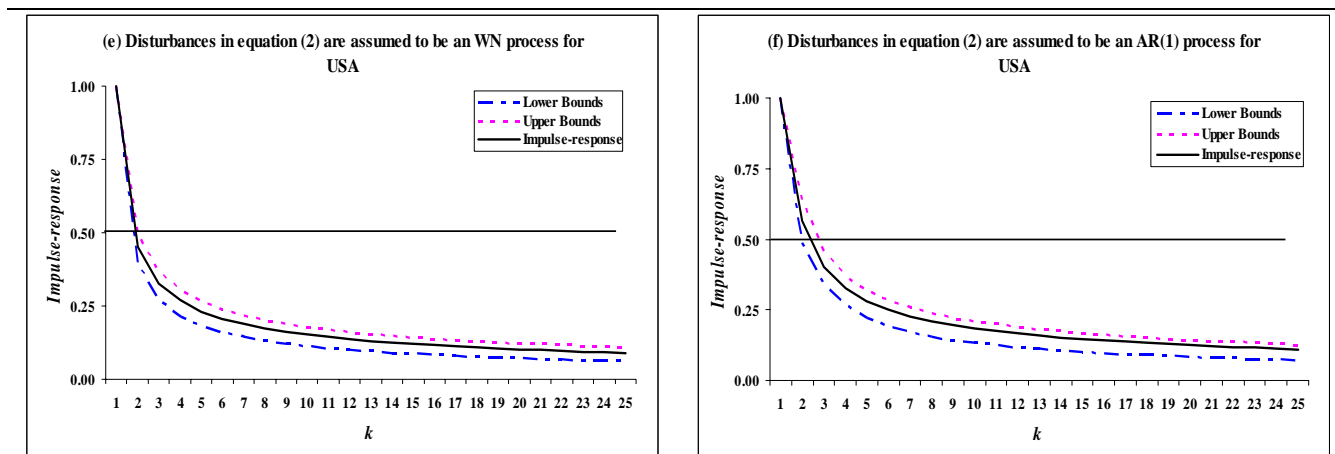 (e) Disturbances in equation (2) are assumed to be an WN process for
USA
1.00
0.75
0.50
0.25
0.00
Impulse-response
Lower Bounds
Upper Bounds
Impulse-response
1 2 3 4 5 6 7 8 9 10 11 12 13 14 15 16 17 18 19 20 21 22 23 24 25
k
(f) Disturbances in equation (2) are assumed to be an AR(1) process for
USA
1.00
0.75
0.50
0.25
0.00
Impulse-response
Lower Bounds
Upper Bounds
Impulse-response
1 2 3 4 5 6 7 8 9 10 11 12 13 14 15 16 17 18 19 20 21 22 23 24 25
k